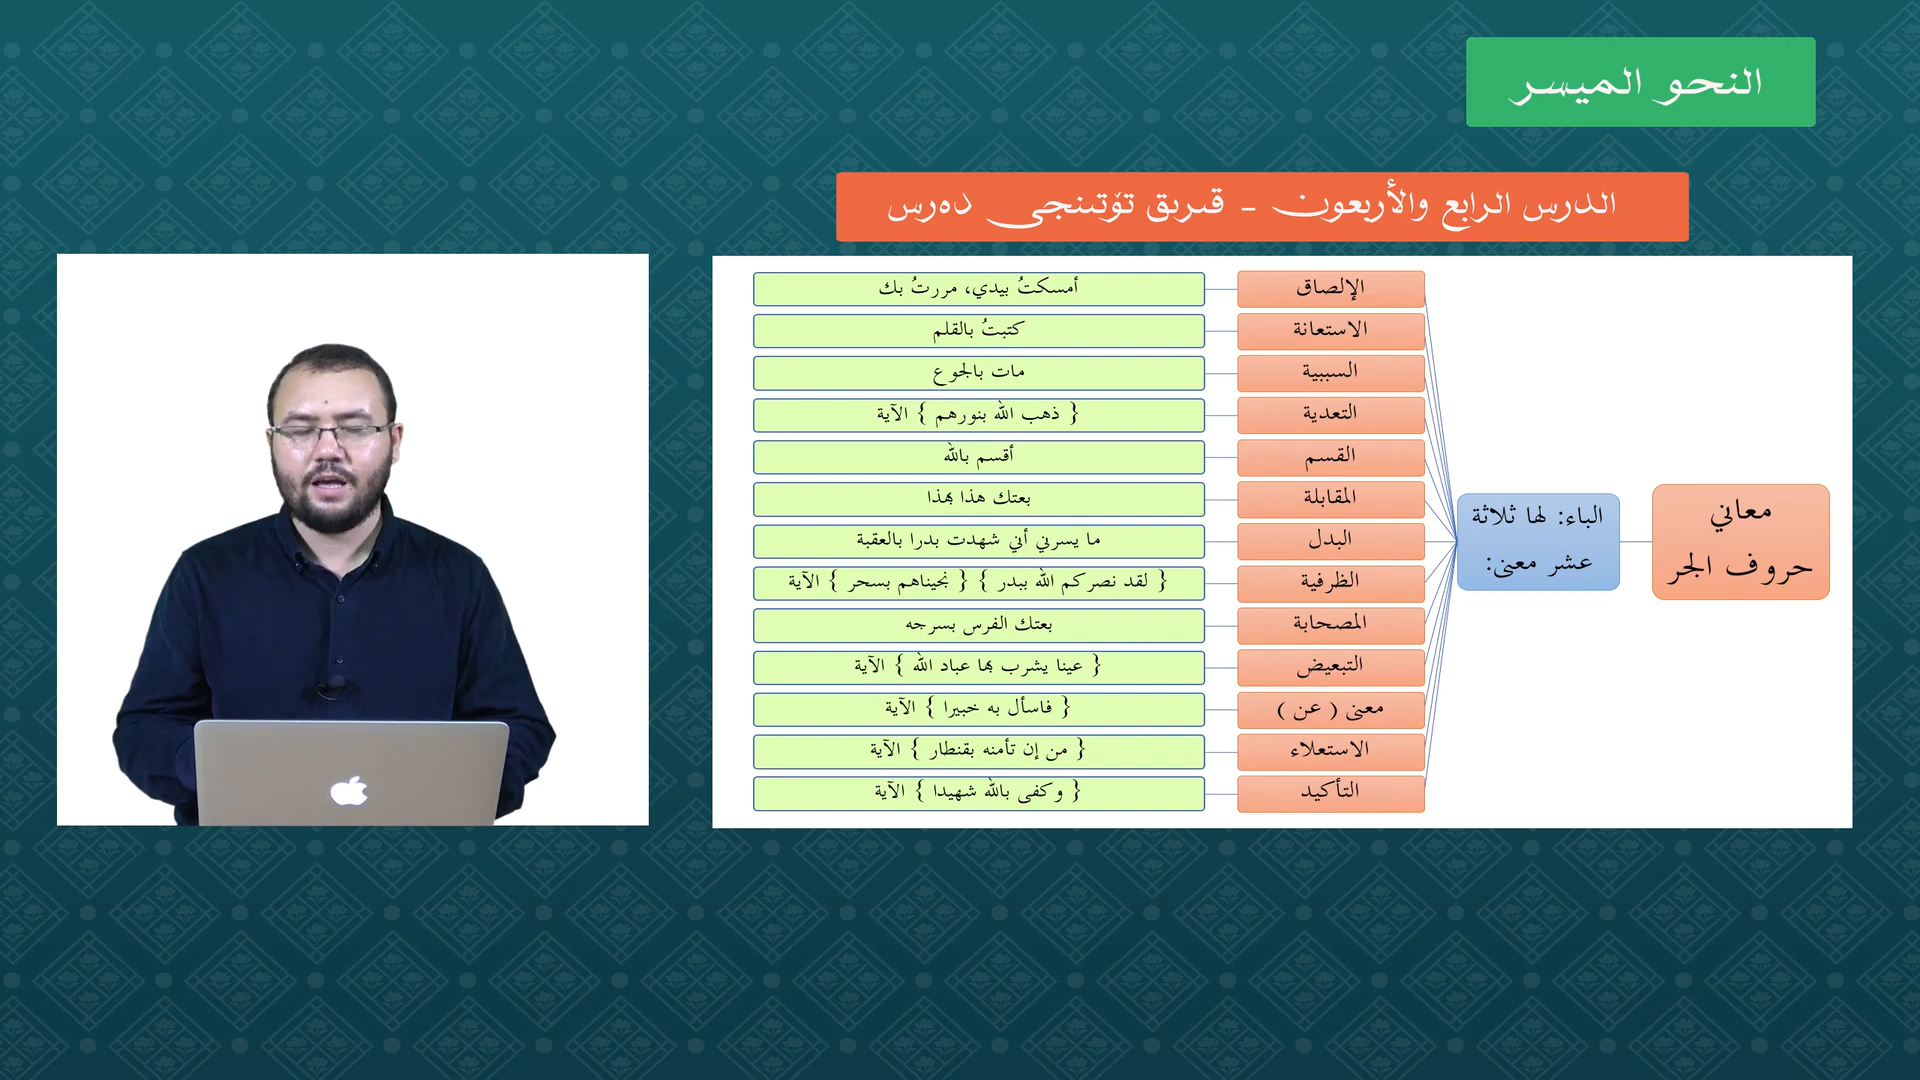 النحو الميسر
الدرس الرابع والأربعون - قىرىق تۆتىنجى دەرس
معاني
حروف الجر
الباء: لها ثلاثة
عشر معنى:
الإلصاق
أمسكتُ بيدي، مررتُ بك
الاستعانة
كتبتُ بالقلم
السببية
مات بالجوع
التعدية
{ ذهب الله بنورهم } الآية
القسم
أقسم بالله
المقابلة
بعتك هذا بهذا
البدل
ما يسرني أني شهدت بدرا بالعقبة
الظرفية
{ لقد نصركم الله ببدر } { نجيناهم بسحر } الآية
المصحابة
بعتك الفرس بسرجه
التبعيض
{ عينا يشرب بها عباد الله } الآية
معنى ( عن )
{ فاسأل به خبيرا } الآية
الاستعلاء
{ من إن تأمنه بقنطار } الآية
التأكيد
{ وكفى بالله شهيدا } الآية